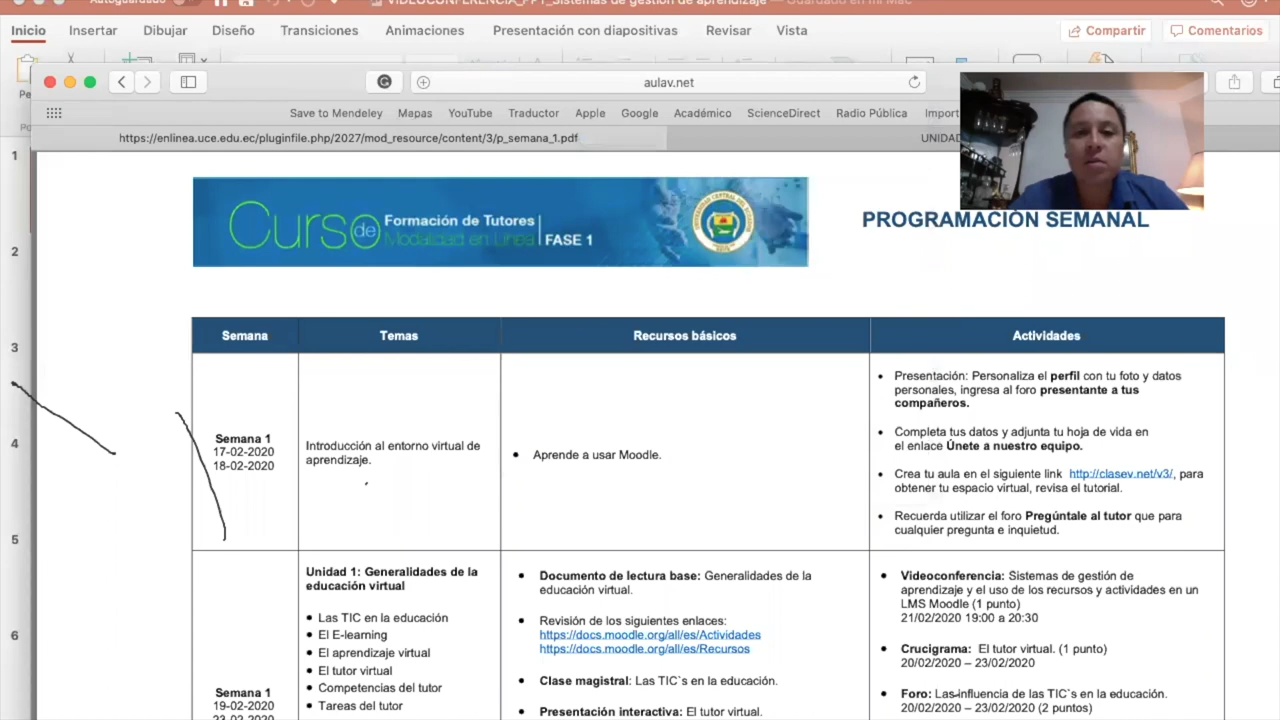 VIDEOCONFERENCIA_PPT_Sistemas de gestión de aprendizaje — Guardado en mi Mac
Inicio Insertar Dibujar Diseño Transiciones Animaciones Presentación con diapositivas Revisar Vista Compartir Comentarios
aulav.net
Save to Mendeley Mapas YouTube Traductor Apple Google Académico ScienceDirect Radio Pública
https://enlinea.uce.edu.ec/pluginfile.php/2027/mod_resource/content/3/p_semana_1.pdf
1
2
3
4
5
6
Curso de Formación de Tutores
Modalidad en Línea
FASE 1
PROGRAMACIÓN SEMANAL
Semana Temas Recursos básicos Actividades
Semana 1
17-02-2020
18-02-2020
Introducción al entorno virtual de
aprendizaje.
• Aprende a usar Moodle.
• Presentación: Personaliza el perfil con tu foto y datos
personales, ingresa al foro presentante a tus
compañeros.
• Completa tus datos y adjunta tu hoja de vida en
el enlace Únete a nuestro equipo.
• Crea tu aula en el siguiente link http://clasev.net/v3/, para
obtener tu espacio virtual, revisa el tutorial.
• Recuerda utilizar el foro Pregúntale al tutor que para
cualquier pregunta e inquietud.
Semana 1
19-02-2020
23-02-2020
Unidad 1: Generalidades de la
educación virtual
• Las TIC en la educación
• El E-learning
• El aprendizaje virtual
• El tutor virtual
• Competencias del tutor
• Tareas del tutor
• Documento de lectura base: Generalidades de la
educación virtual.
• Revisión de los siguientes enlaces:
https://docs.moodle.org/all/es/Actividades
https://docs.moodle.org/all/es/Recursos
• Clase magistral: Las TIC`s en la educación.
• Presentación interactiva: El tutor virtual.
• Videoconferencia: Sistemas de gestión de
aprendizaje y el uso de los recursos y actividades en un
LMS Moodle (1 punto)
21/02/2020 19:00 a 20:30
• Crucigrama: El tutor virtual. (1 punto)
20/02/2020 – 23/02/2020
• Foro: Las influencia de las TIC`s en la educación.
20/02/2020 – 23/02/2020 (2 puntos)